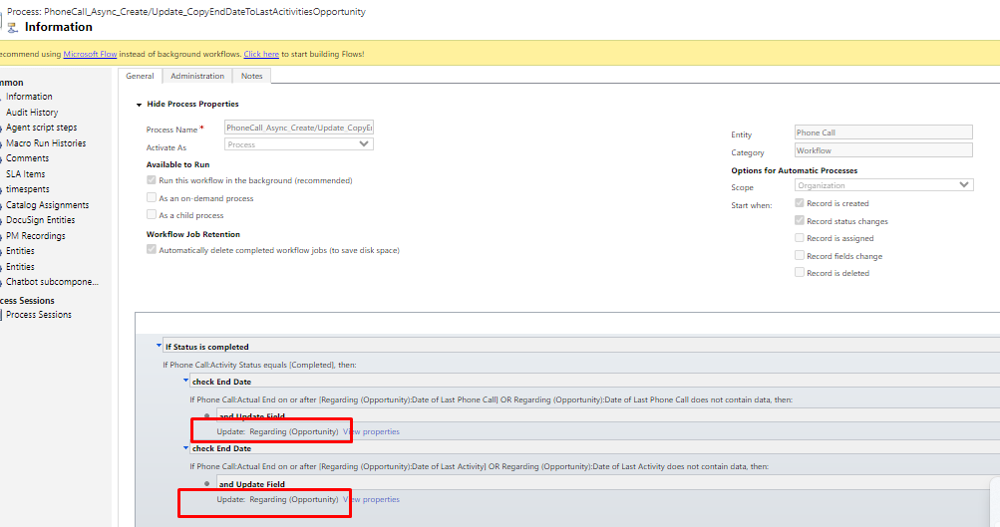 Process: PhoneCall_Async_Create/Update_CopyEndDateToLastAcitivitiesOpportunity
Information
ecommend using Microsoft Flow instead of background workflows. Click here to start building Flows!
mmon
Information
Audit History
Agent script steps
Macro Run Histories
Comments
SLA Items
timespents
Catalog Assignments
DocuSign Entities
PM Recordings
Entities
Entities
Chatbot subcompone...
cess Sessions
Process Sessions
General Administration Notes
Hide Process Properties
Process Name * PhoneCall_Async_Create/Update_CopyE
Activate As Process
Available to Run
Run this workflow in the background (recommended)
As an on-demand process
As a child process
Workflow Job Retention
Automatically delete completed workflow jobs (to save disk space)
Entity Phone Call
Category Workflow
Options for Automatic Processes
Scope Organization
Start when: Record is created
Record status changes
Record is assigned
Record fields change
Record is deleted
If Status is completed
If Phone Call:Activity Status equals [Completed], then:
check End Date
If Phone Call:Actual End on or after [Regarding (Opportunity):Date of Last Phone Call] OR Regarding (Opportunity):Date of Last Phone Call does not contain data, then:
and Update Field
Update: Regarding (Opportunity) View properties
check End Date
If Phone Call:Actual End on or after [Regarding (Opportunity):Date of Last Activity] OR Regarding (Opportunity):Date of Last Activity does not contain data, then:
and Update Field
Update: Regarding (Opportunity) View properties